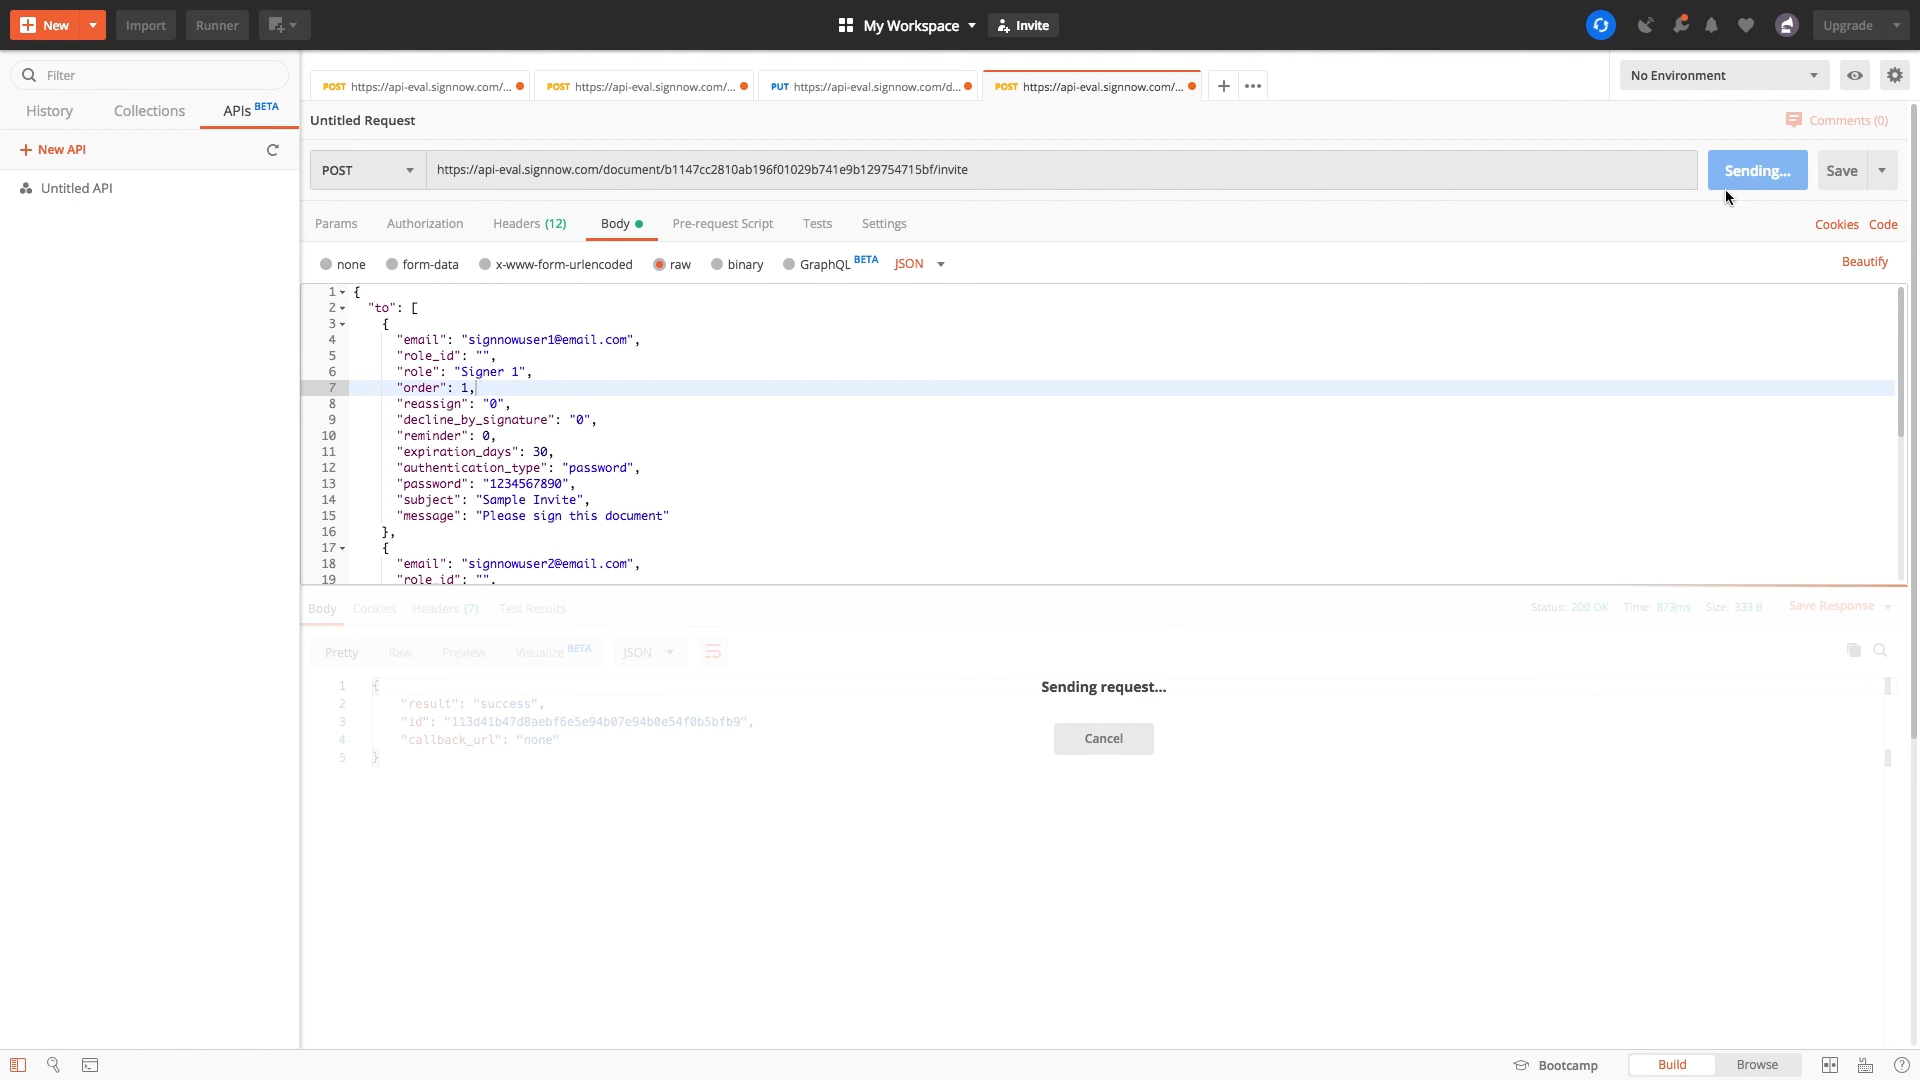 New
Import
Runner
My Workspace
Invite
Upgrade
Filter
History
Collections
APIs BETA
New API
Untitled API
POST https://api-eval.signnow.com/...
POST https://api-eval.signnow.com/...
PUT https://api-eval.signnow.com/d...
POST https://api-eval.signnow.com/...
No Environment
Untitled Request
Comments (0)
POST
https://api-eval.signnow.com/document/b1147cc2810ab196f01029b741e9b129754715bf/invite
Sending...
Save
Params
Authorization
Headers (12)
Body
Pre-request Script
Tests
Settings
Cookies
Code
none
form-data
x-www-form-urlencoded
raw
binary
GraphQL BETA
JSON
Beautify
1 {
2 "to": [
3 {
4 "email": "signnowuser1@email.com",
5 "role_id": "",
6 "role": "Signer 1",
7 "order": 1,
8 "reassign": "0",
9 "decline_by_signature": "0",
10 "reminder": 0,
11 "expiration_days": 30,
12 "authentication_type": "password",
13 "password": "1234567890",
14 "subject": "Sample Invite",
15 "message": "Please sign this document"
16 },
17 {
18 "email": "signnowuser2@email.com",
19 "role_id": "",
Body
Cookies
Headers (7)
Test Results
Status: 200 OK
Time: 873ms
Size: 333 B
Save Response
Pretty
Raw
Preview
Visualize BETA
JSON
1 {
2 "result": "success",
3 "id": "113d41b47d8aebf6e5e94b07e94b0e54f0b5bfb9",
4 "callback_url": "none"
5 }
Sending request...
Cancel
Bootcamp
Build
Browse